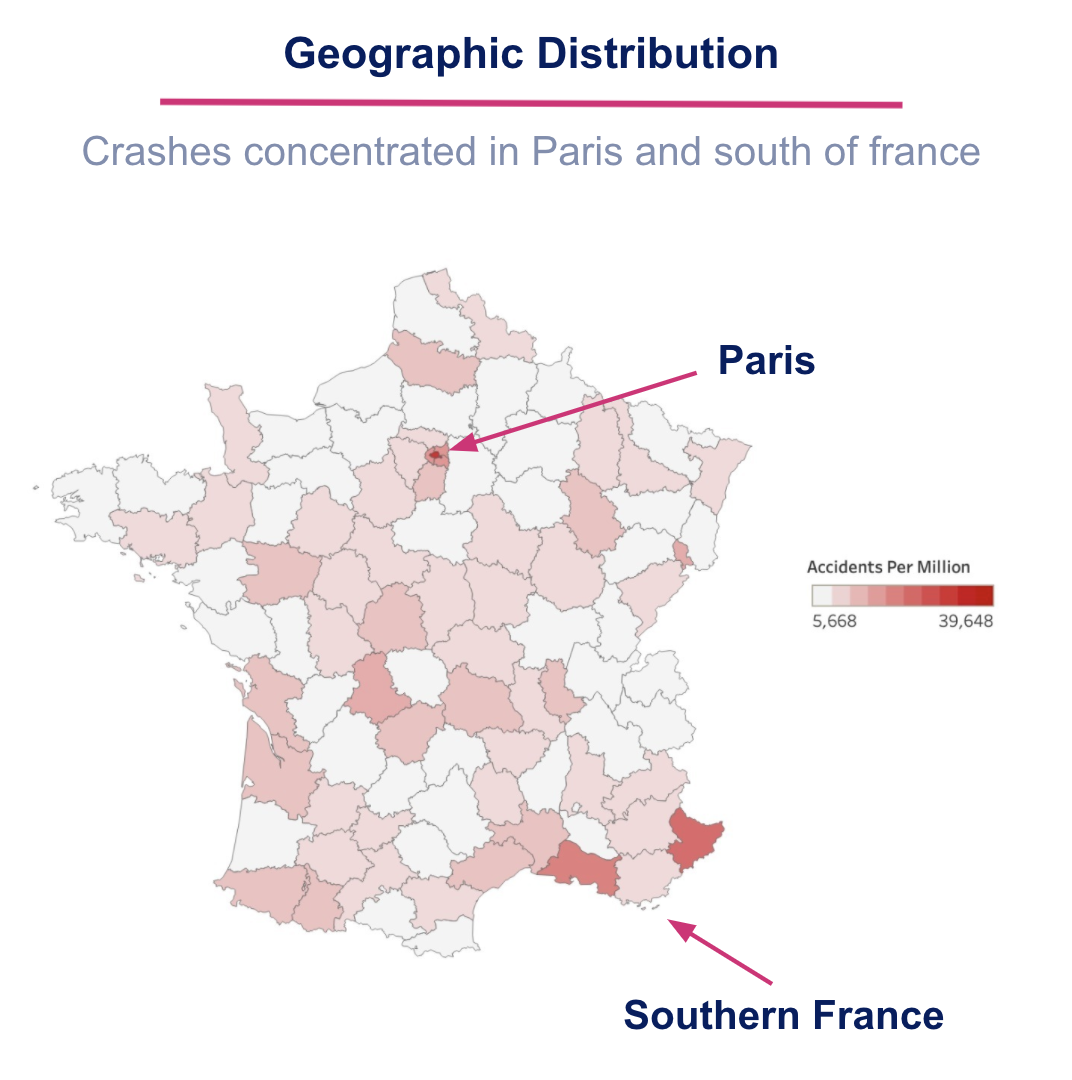 Geographic Distribution
Crashes concentrated in Paris and south of france
Paris
Accidents Per Million
5,668 39,648
Southern France